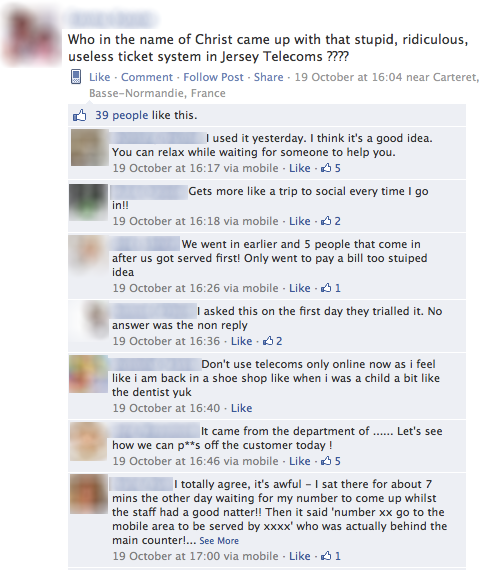 Who in the name of Christ came up with that stupid, ridiculous,
useless ticket system in Jersey Telecoms ????
Like · Comment · Follow Post · Share · 19 October at 16:04 near Carteret,
Basse-Normandie, France
39 people like this.
I used it yesterday. I think it's a good idea.
You can relax while waiting for someone to help you.
19 October at 16:17 via mobile · Like · 5
Gets more like a trip to social every time I go
in!!
19 October at 16:18 via mobile · Like · 2
We went in earlier and 5 people that come in
after us got served first! Only went to pay a bill too stuiped
idea
19 October at 16:26 via mobile · Like · 1
I asked this on the first day they trialled it. No
answer was the non reply
19 October at 16:36 · Like · 2
Don't use telecoms only online now as i feel
like i am back in a shoe shop like when i was a child a bit like
the dentist yuk
19 October at 16:40 · Like
It came from the department of ...... Let's see
how we can p**s off the customer today !
19 October at 16:46 via mobile · Like · 5
I totally agree, it's awful - I sat there for about 7
mins the other day waiting for my number to come up whilst
the staff had a good natter!! Then it said 'number xx go to the
mobile area to be served by xxxx' who was actually behind the
main counter!... See More
19 October at 17:00 via mobile · Like · 1